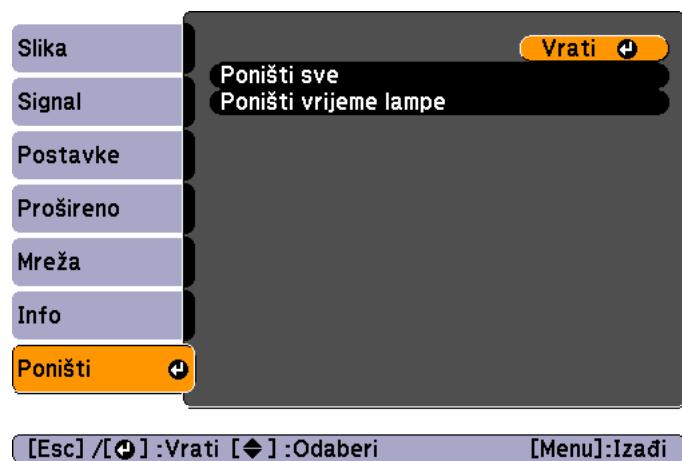 Slika
Signal
Postavke
Prošireno
Mreža
Info
Poništi
Vrati
Poništi sve
Poništi vrijeme lampe
[Esc] /[ ] :Vrati [ ] :Odaberi [Menu]:Izađi